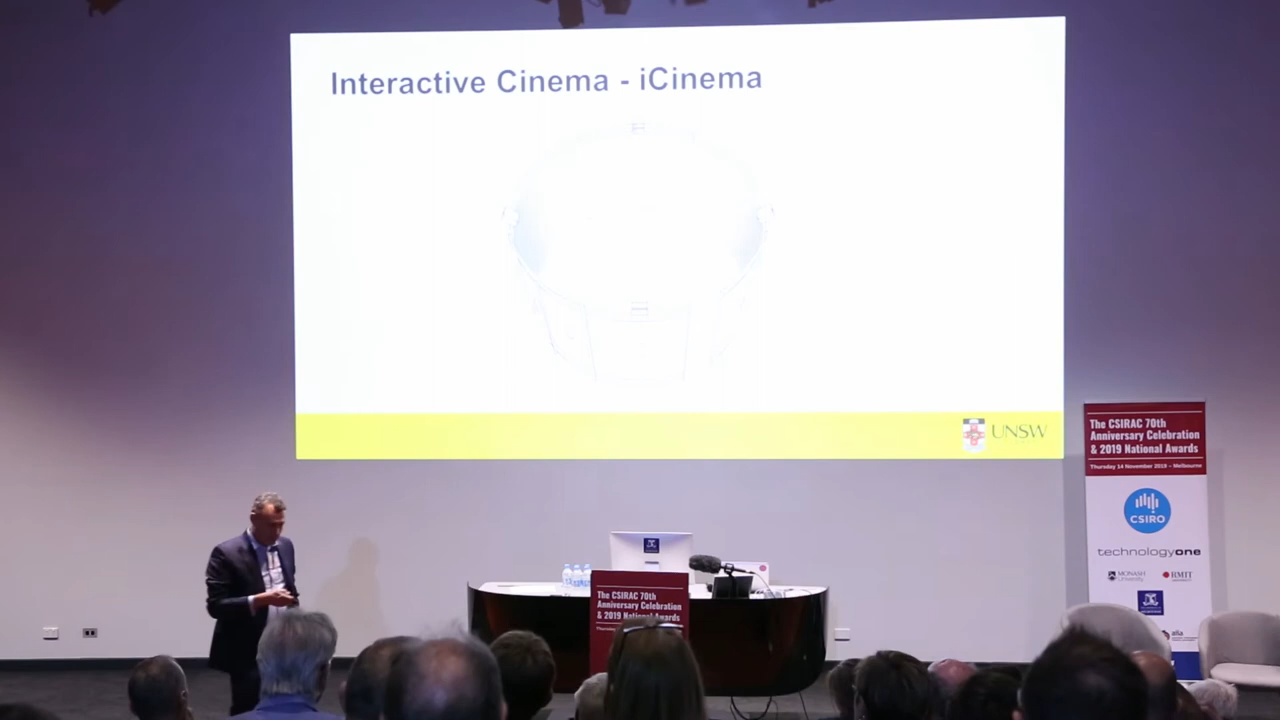 Interactive Cinema - iCinema
UNSW
The CSIRAC 70th
Anniversary Celebration
& 2019 National Awards
Thursday 14 November 2019 – Melbourne
CSIRO
technologyone
MONASH
University
RMIT
The CSIRAC 70th
Anniversary Celebration
& 2019 National Awards